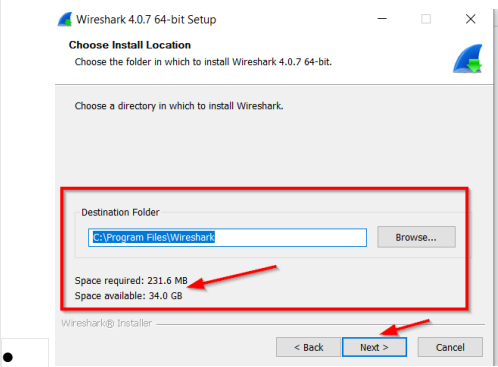 Wireshark 4.0.7 64-bit Setup
Choose Install Location
Choose the folder in which to install Wireshark 4.0.7 64-bit.
Choose a directory in which to install Wireshark.
Destination Folder
C:\Program Files\Wireshark
Browse...
Space required: 231.6 MB
Space available: 34.0 GB
Wireshark® Installer
< Back Next > Cancel